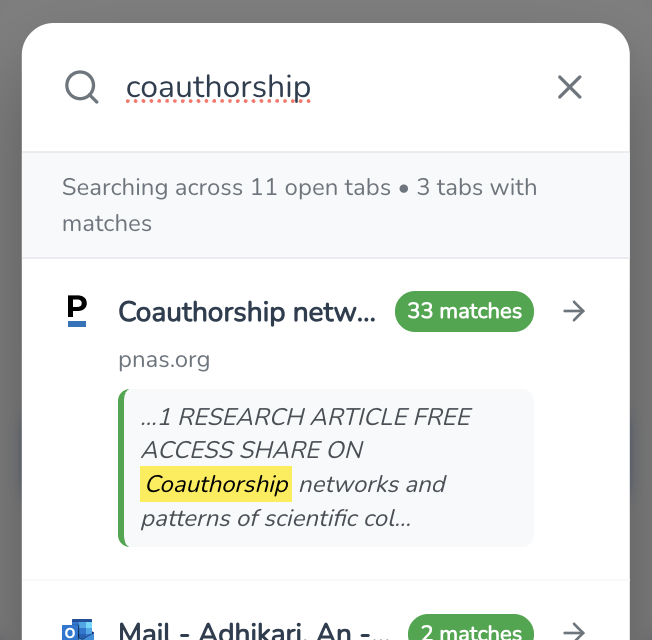 coauthorship
Searching across 11 open tabs • 3 tabs with
matches
P
Coauthorship netw... 33 matches
pnas.org
...1 RESEARCH ARTICLE FREE
ACCESS SHARE ON
Coauthorship networks and
patterns of scientific col...
Mail - Adhikari, An -... 2 matches